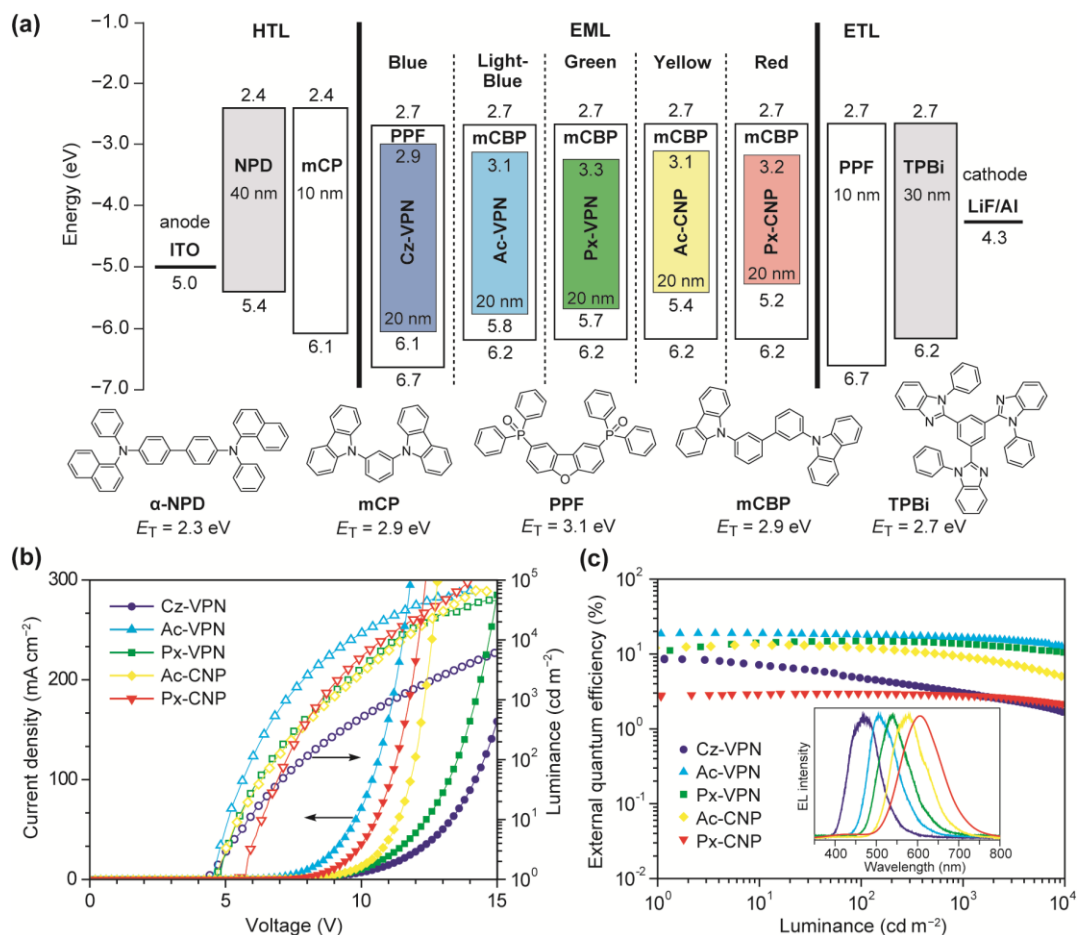 (a)
HTL EML ETL
Blue Light-Blue Green Yellow Red
Energy (eV)
−1.0
−2.0
−3.0
−4.0
−5.0
−6.0
−7.0
anode
ITO
5.0
2.4
NPD
40 nm
5.4
2.4
mCP
10 nm
6.1
2.7
PPF
2.9
Cz-VPN
20 nm
6.1
6.7
2.7
mCBP
3.1
Ac-VPN
20 nm
5.8
6.2
2.7
mCBP
3.3
Px-VPN
20 nm
5.7
6.2
2.7
mCBP
3.1
Ac-CNP
20 nm
5.4
6.2
2.7
mCBP
3.2
Px-CNP
20 nm
5.2
6.2
2.7
PPF
10 nm
6.7
2.7
TPBi
30 nm
6.2
cathode
LiF/Al
4.3
N N
α-NPD
E_T = 2.3 eV
N N
mCP
E_T = 2.9 eV
O O
P P
O
PPF
E_T = 3.1 eV
N N
mCBP
E_T = 2.9 eV
N N
N N
N N
TPBi
E_T = 2.7 eV
(b)
Current density (mA cm⁻²)
300
200
100
0
Cz-VPN
Ac-VPN
Px-VPN
Ac-CNP
Px-CNP
10⁵
10⁴
10³
10²
10¹
10⁰
Luminance (cd m⁻²)
0 5 10 15
Voltage (V)
(c)
External quantum efficiency (%)
10²
10¹
10⁰
10⁻¹
10⁻²
Cz-VPN
Ac-VPN
Px-VPN
Ac-CNP
Px-CNP
EL intensity
400 500 600 700 800
Wavelength (nm)
10⁰ 10¹ 10² 10³ 10⁴
Luminance (cd m⁻²)